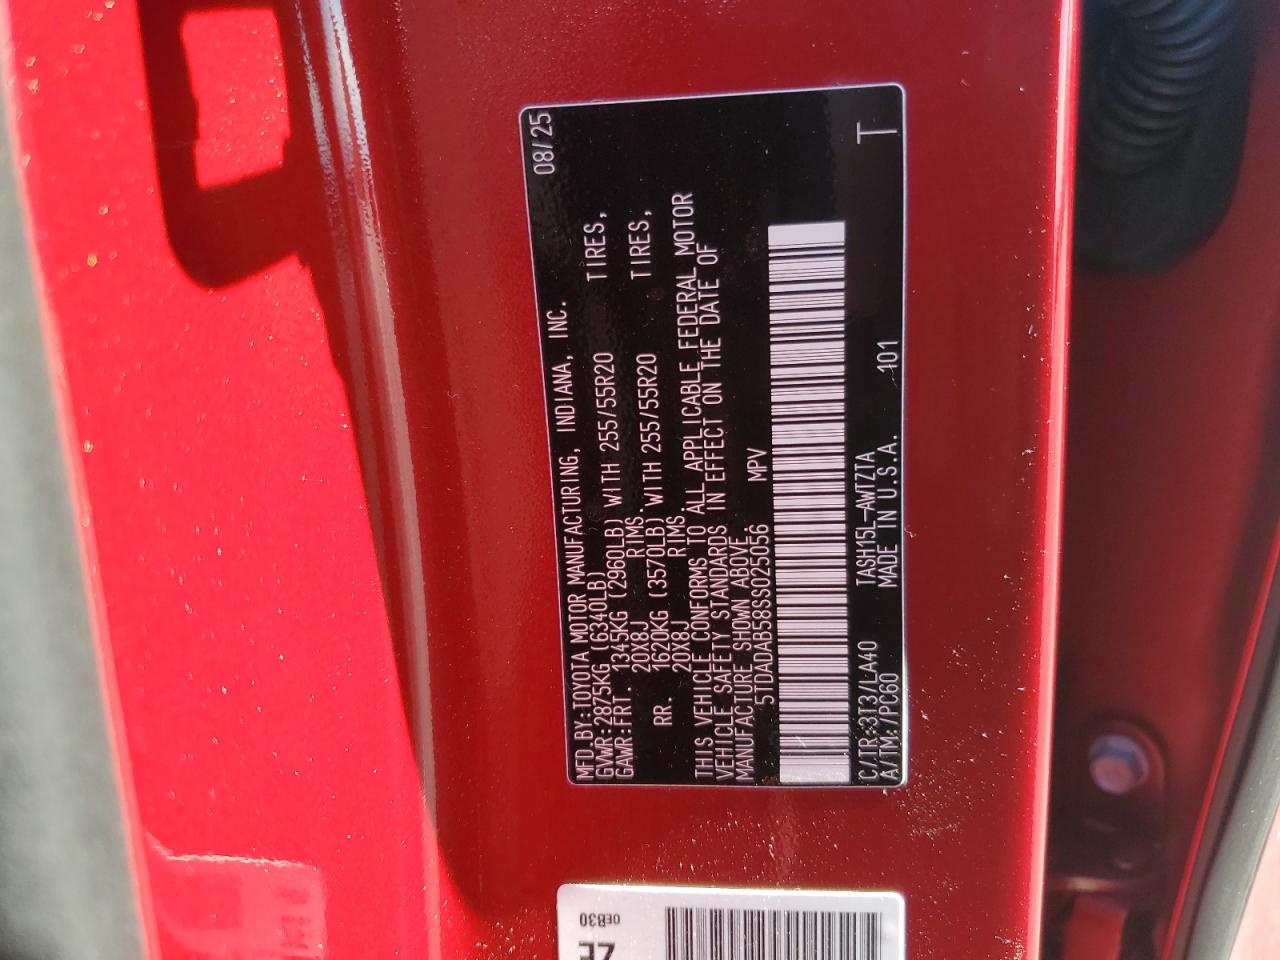 MFD.BY:TOYOTA MOTOR MANUFACTURING, INDIANA, INC. 08/25
GVWR:2875KG (6340LB)
GAWR:FRT. 1345KG (2960LB) WITH 255/55R20 TIRES,
20X8J RIMS.
RR. 1620KG (3570LB) WITH 255/55R20 TIRES,
20X8J RIMS.
THIS VEHICLE CONFORMS TO ALL APPLICABLE FEDERAL MOTOR
VEHICLE SAFETY STANDARDS IN EFFECT ON THE DATE OF
MANUFACTURE SHOWN ABOVE.
5TDADAB58SS025056 MPV
C/TR:3T3/LA40 TASH15L-AWTZTA T
A/TM:7/PC60 MADE IN U.S.A. 101
0EB30